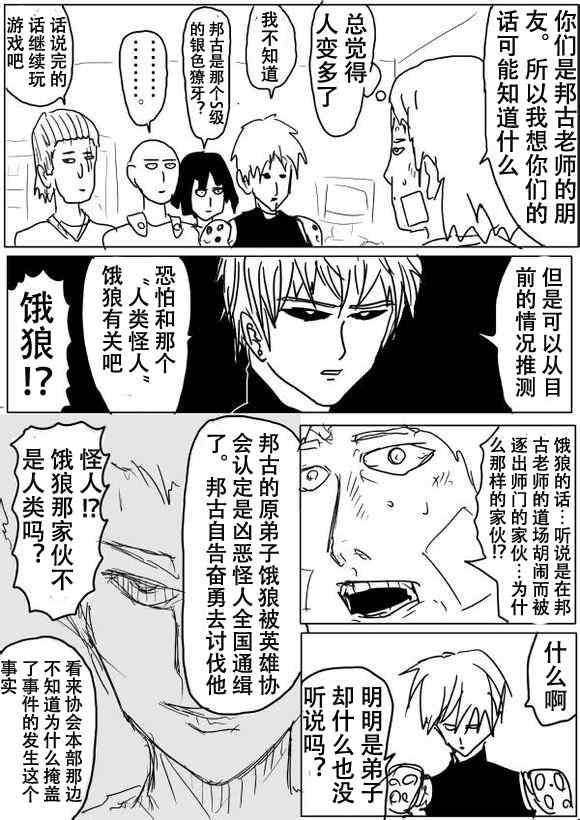 你们是邦古老师的朋
友。所以我想你们的
话可能知道什么
总觉得
人变多了
我不知道
邦古是那个S级
的银色獠牙？
………
话说完的
话继续玩
游戏吧
但是可以从目
前的情况推测
恐怕和那个
“人类怪人”
饿狼有关吧
饿狼!?
饿狼的话…听说是在邦
古老师的道场胡闹而被
逐出师门的家伙…为什
么那样的家伙!?
什么啊
明明是弟子
却什么也没
听说吗？
邦古的原弟子饿狼被英雄协
会认定是凶恶怪人全国通缉
了。邦古自告奋勇去讨伐他
怪人!?
饿狼那家伙不
是人类吗？
看来协会本部那边
不知道为什么掩盖
了事件的发生这个
事实